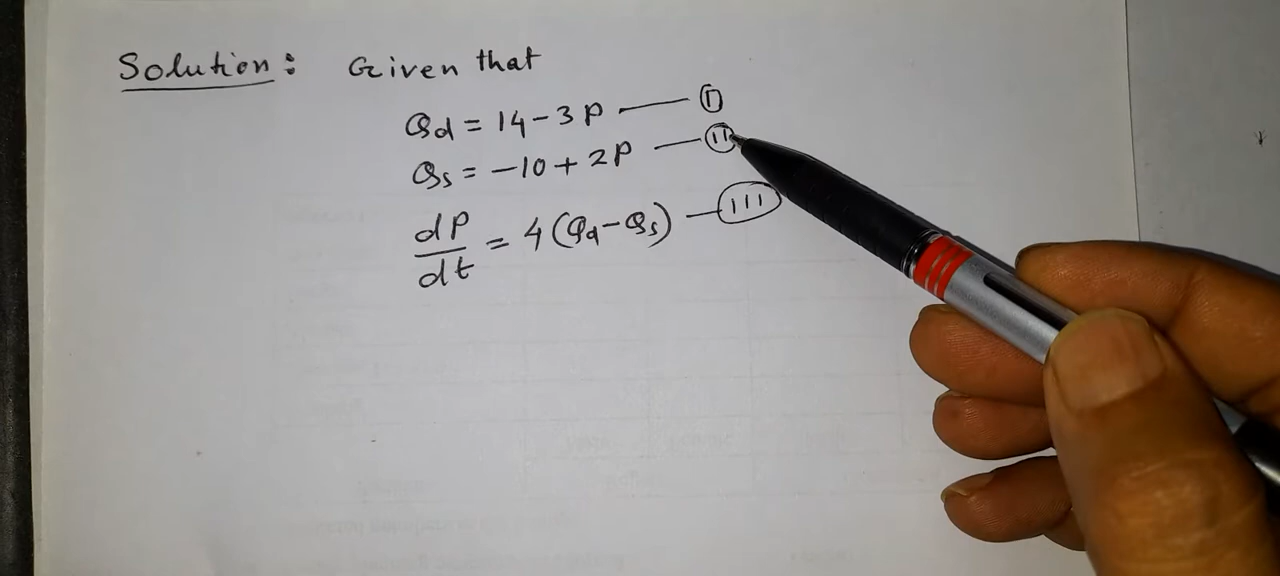 Solution: Given that
Qd = 14-3P — I
Qs = -10+2P — II
dP/dt = 4(Qd-Qs) — III